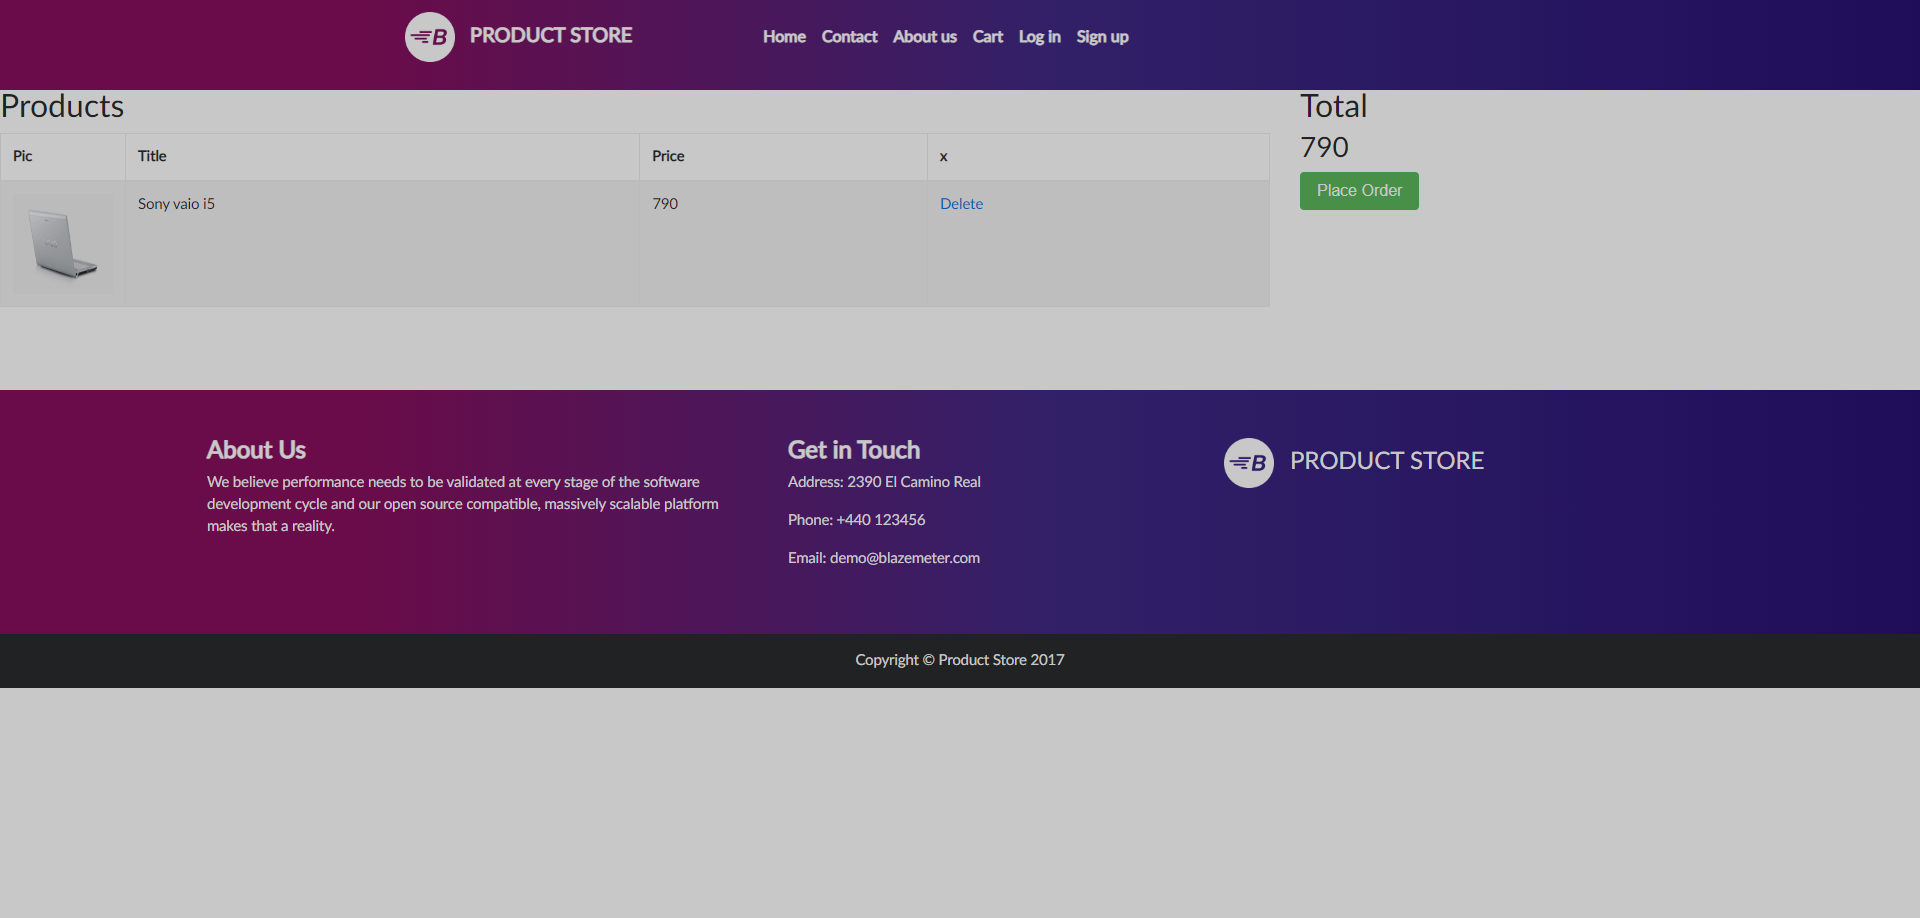 B PRODUCT STORE Home Contact About us Cart Log in Sign up
Products
Total
790
Place Order
Pic Title Price x
Sony vaio i5 790 Delete
About Us
We believe performance needs to be validated at every stage of the software
development cycle and our open source compatible, massively scalable platform
makes that a reality.
Get in Touch
Address: 2390 El Camino Real
Phone: +440 123456
Email: demo@blazemeter.com
B PRODUCT STORE
Copyright © Product Store 2017